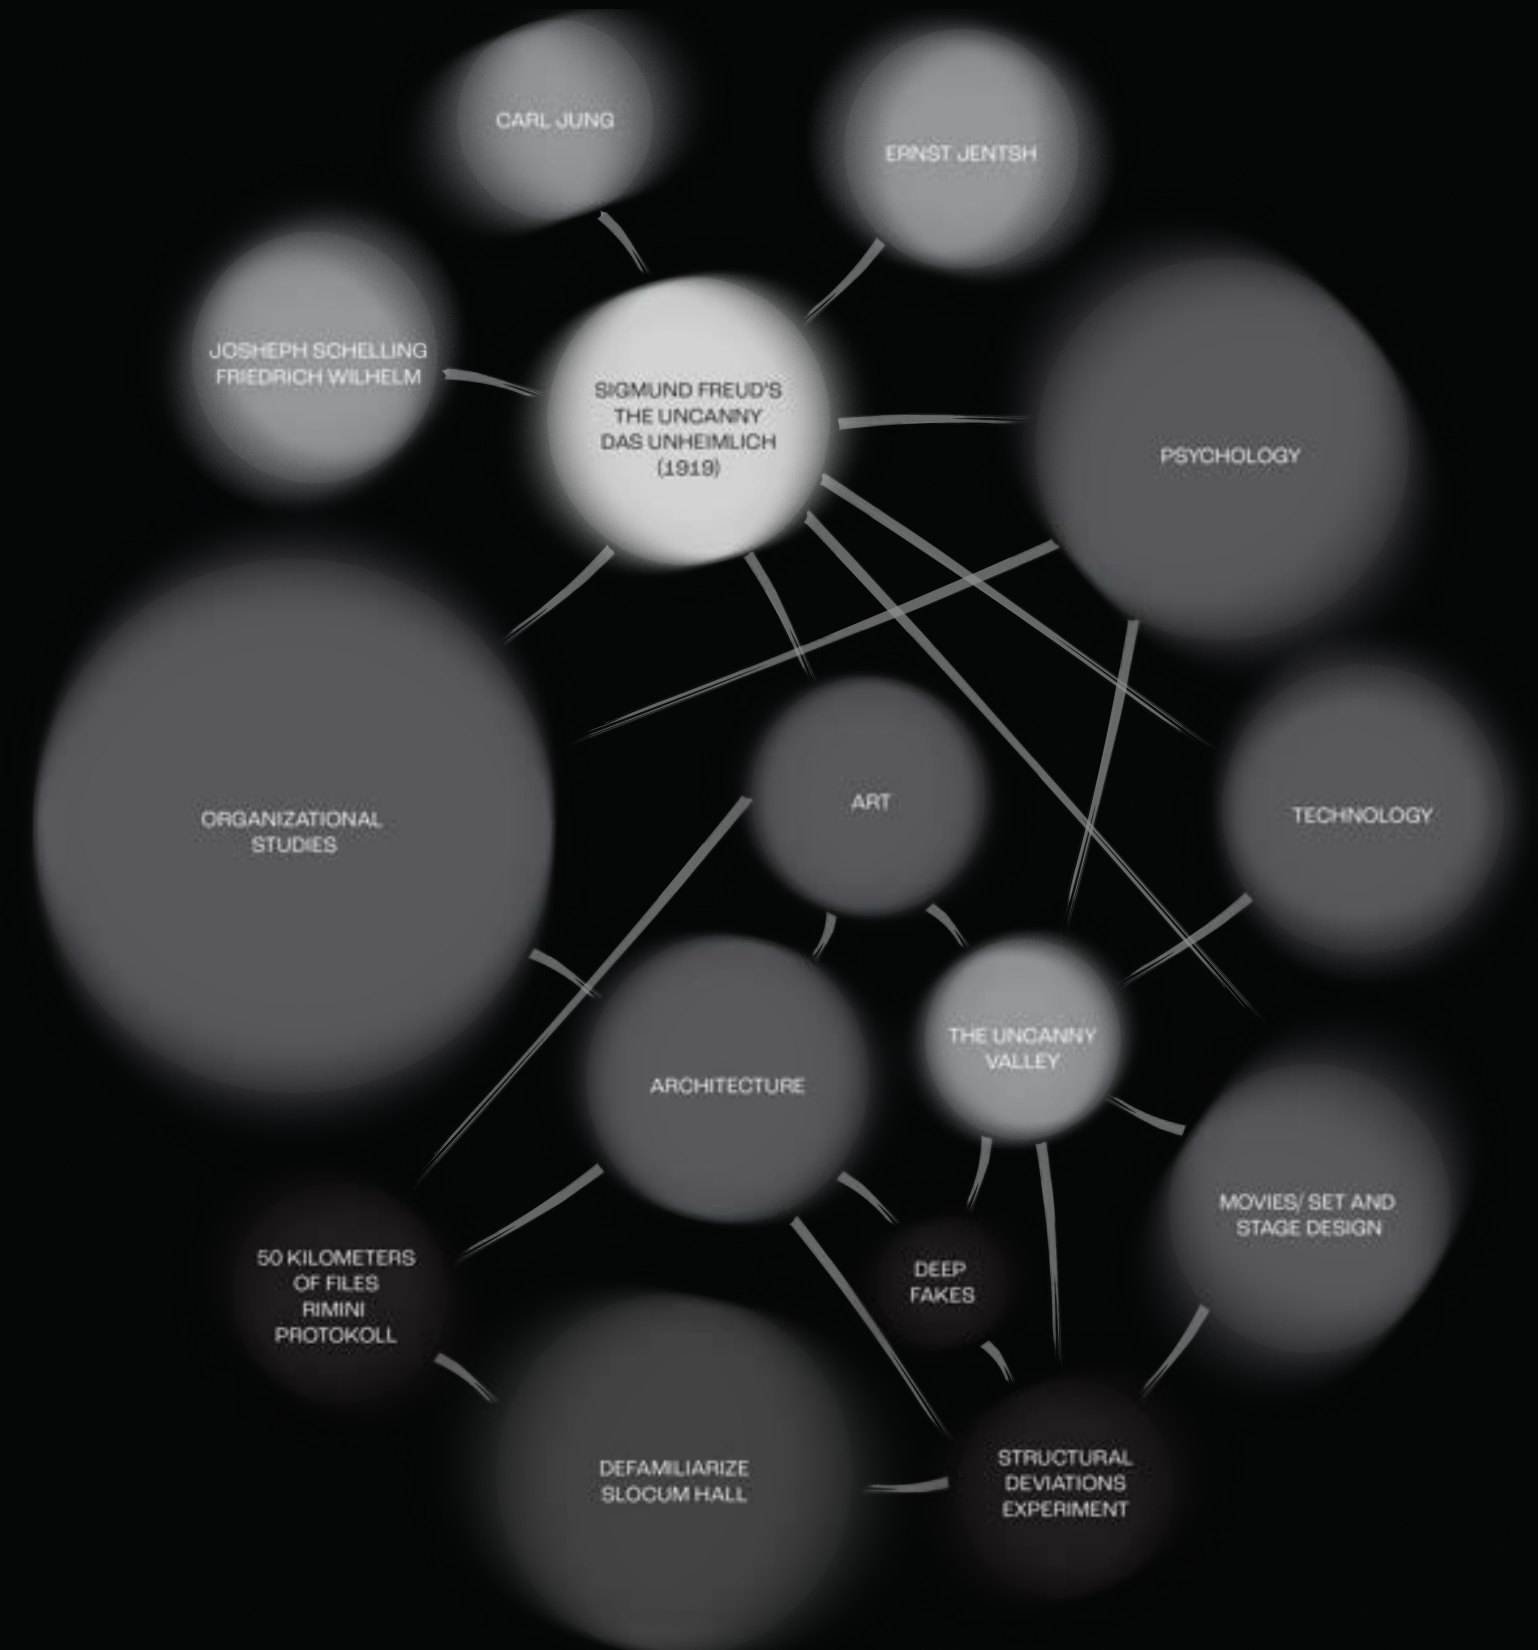 CARL JUNG
ERNST JENTSH
JOSHEPH SCHELLING
FRIEDRICH WILHELM
SIGMUND FREUD'S
THE UNCANNY
DAS UNHEIMLICH
(1919)
PSYCHOLOGY
ORGANIZATIONAL
STUDIES
ART
TECHNOLOGY
ARCHITECTURE
THE UNCANNY
VALLEY
MOVIES/ SET AND
STAGE DESIGN
50 KILOMETERS
OF FILES
RIMINI
PROTOKOLL
DEEP
FAKES
DEFAMILIARIZE
SLOCUM HALL
STRUCTURAL
DEVIATIONS
EXPERIMENT